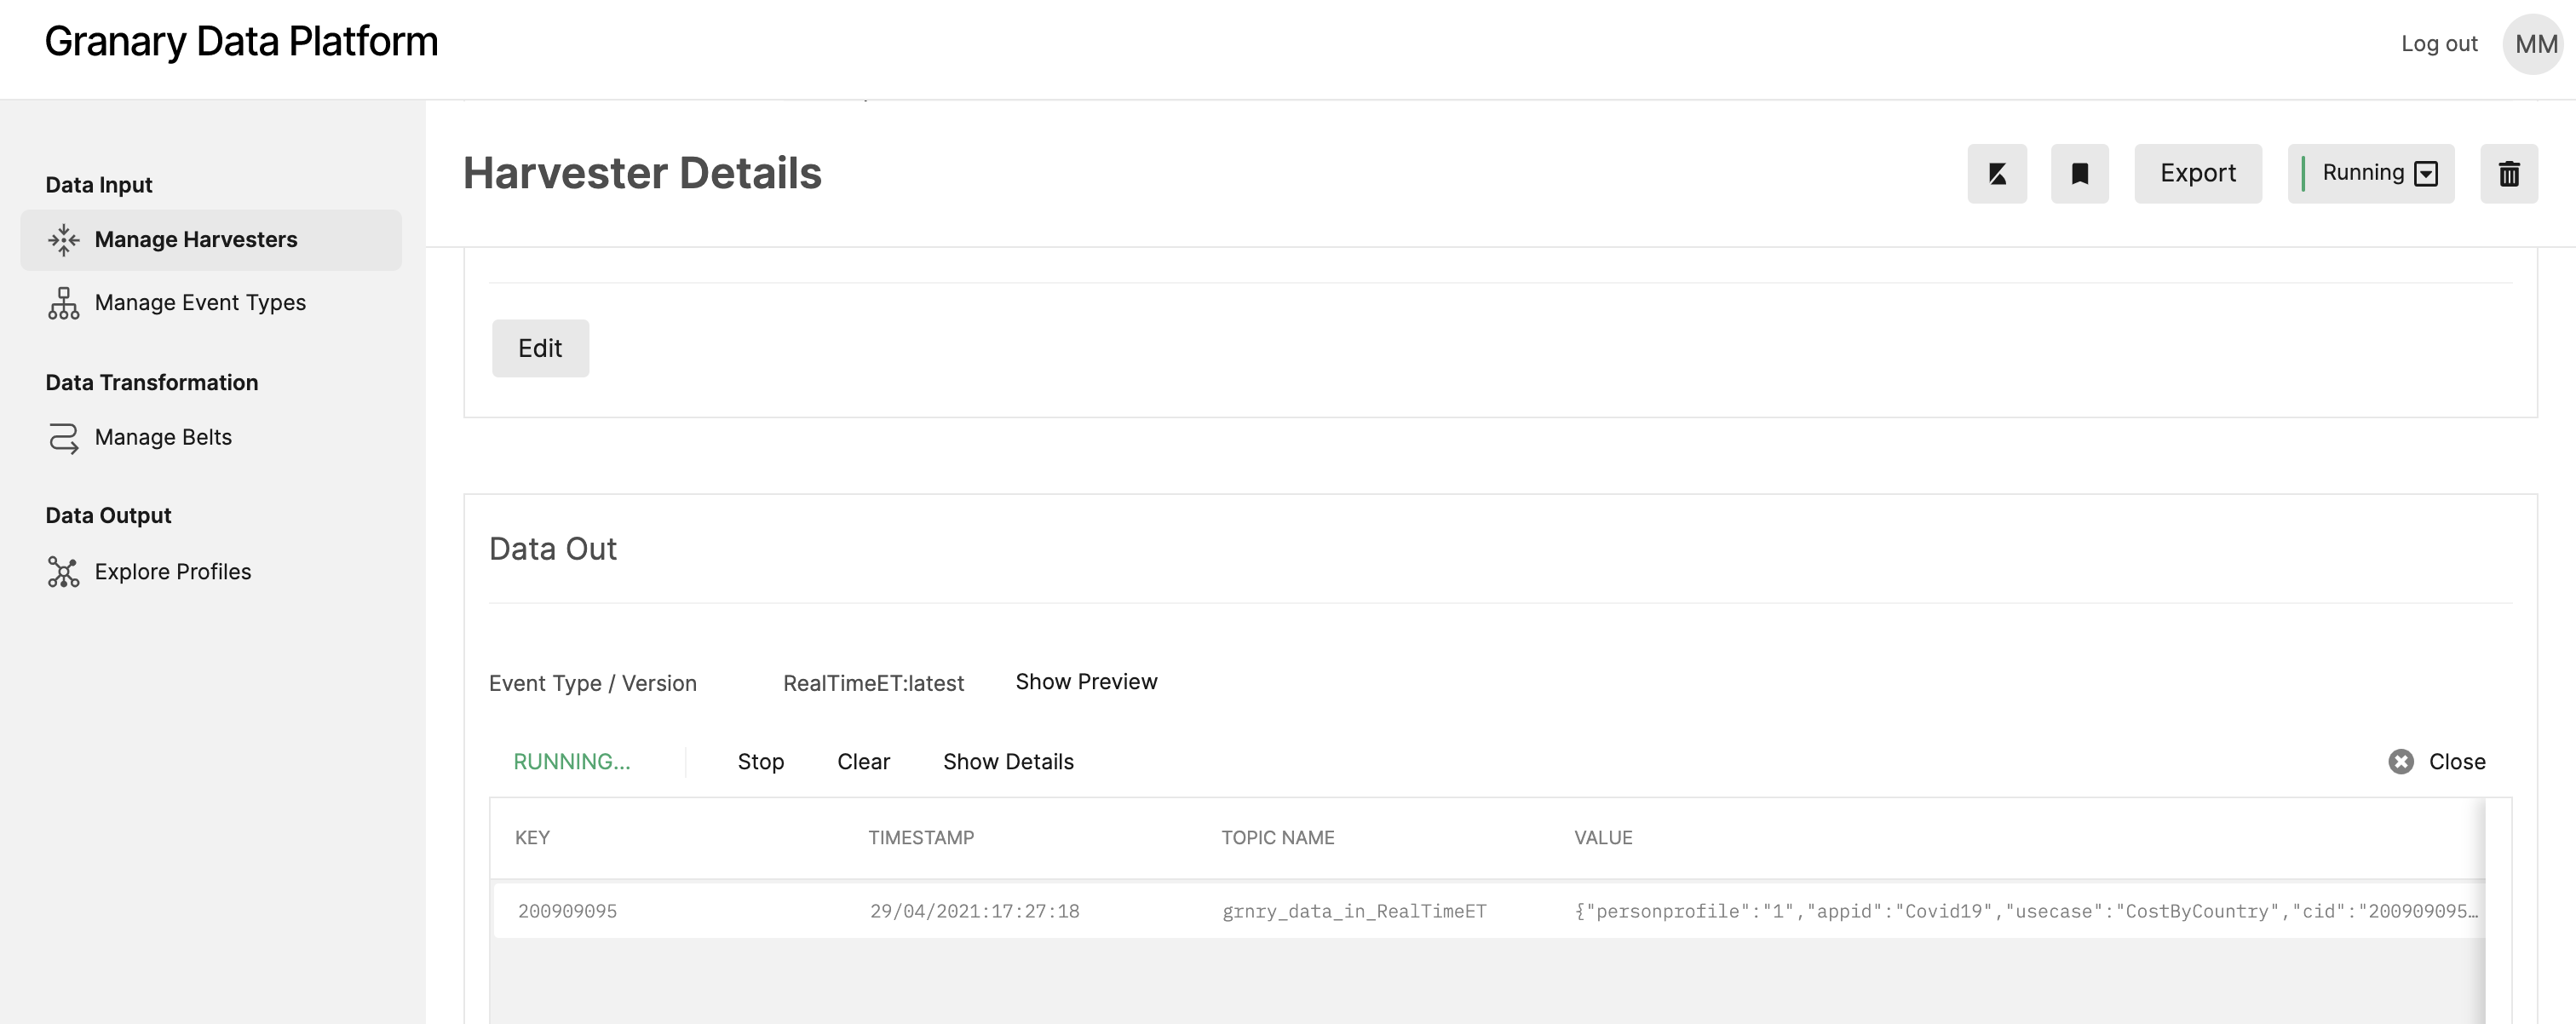 Granary Data Platform
Log out
MM
Data Input
Manage Harvesters
Manage Event Types
Data Transformation
Manage Belts
Data Output
Explore Profiles
Harvester Details
Export
Running
Edit
Data Out
Event Type / Version RealTimeET:latest Show Preview
RUNNING... Stop Clear Show Details Close
KEY TIMESTAMP TOPIC NAME VALUE
200909095 29/04/2021:17:27:18 grnry_data_in_RealTimeET {"personprofile":"1","appid":"Covid19","usecase":"CostByCountry","cid":"200909095…